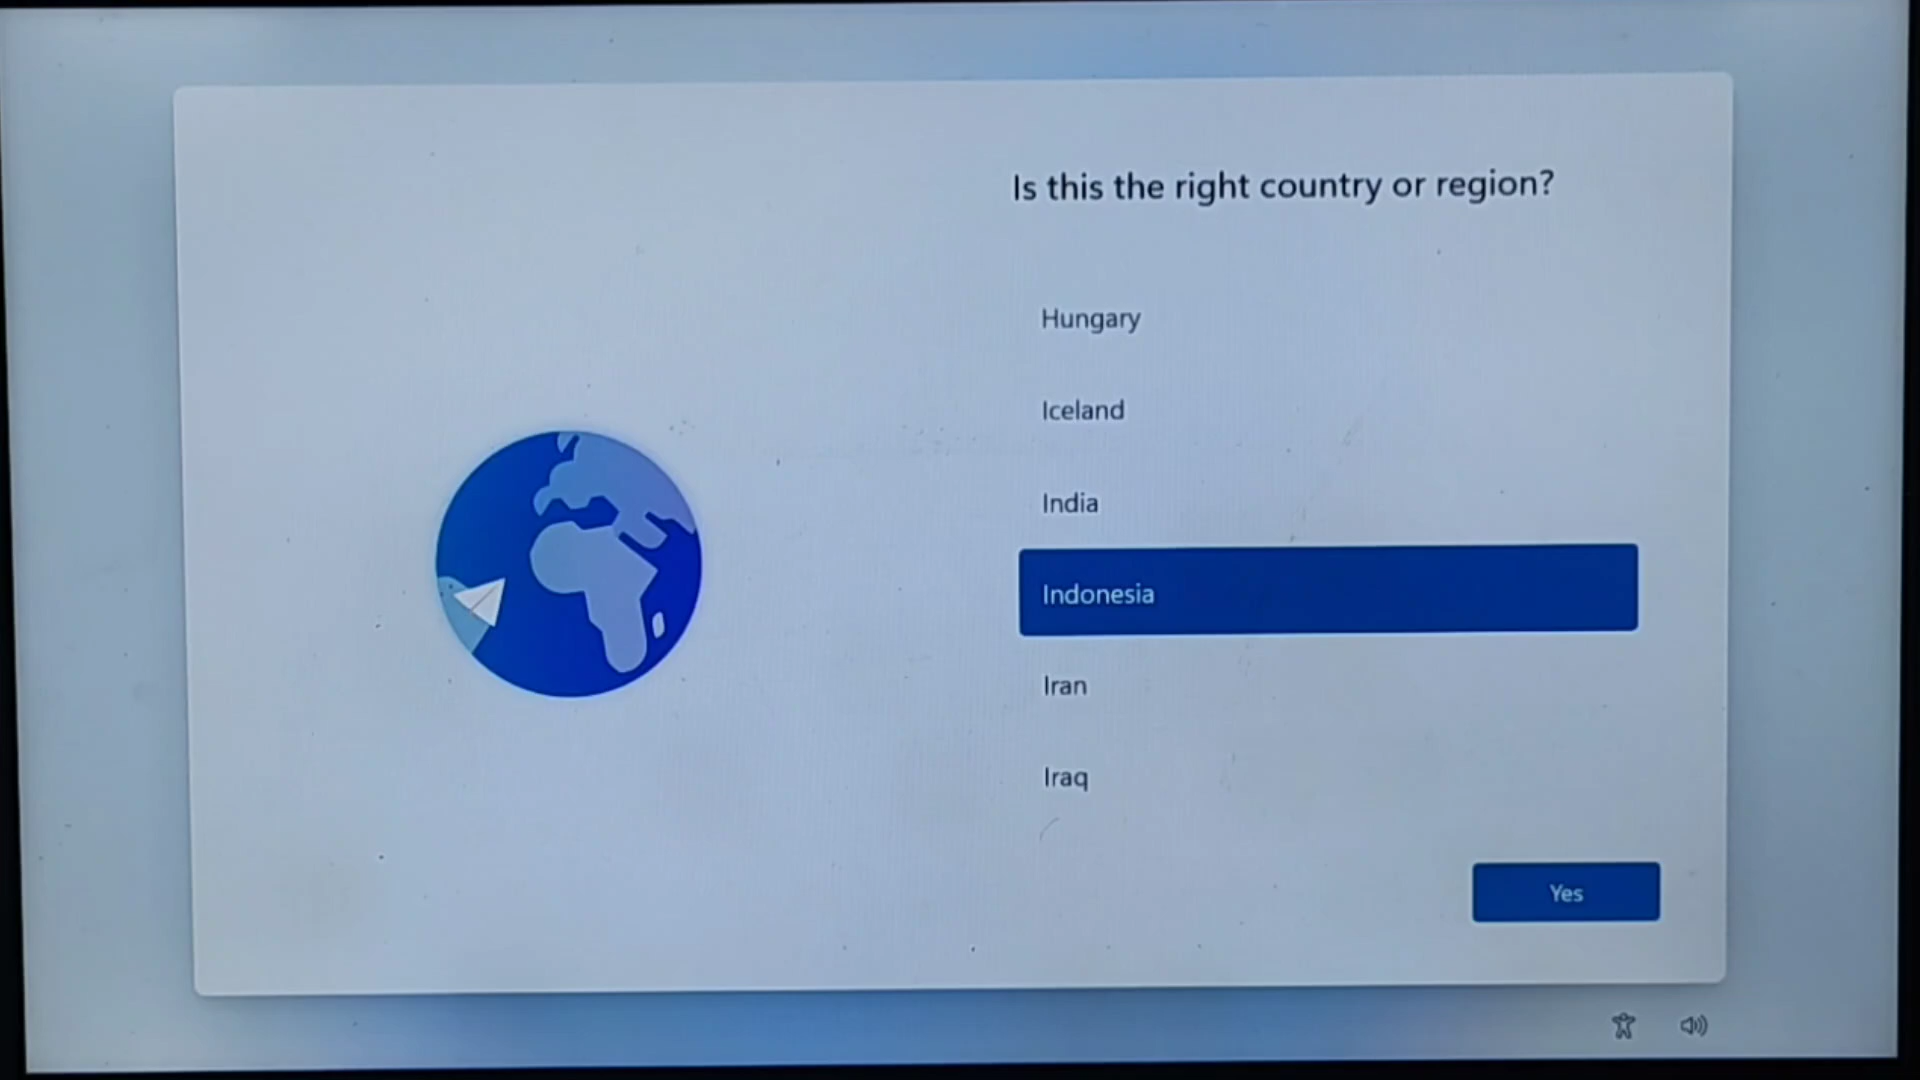 Is this the right country or region?
Hungary
Iceland
India
Indonesia
Iran
Iraq
Yes